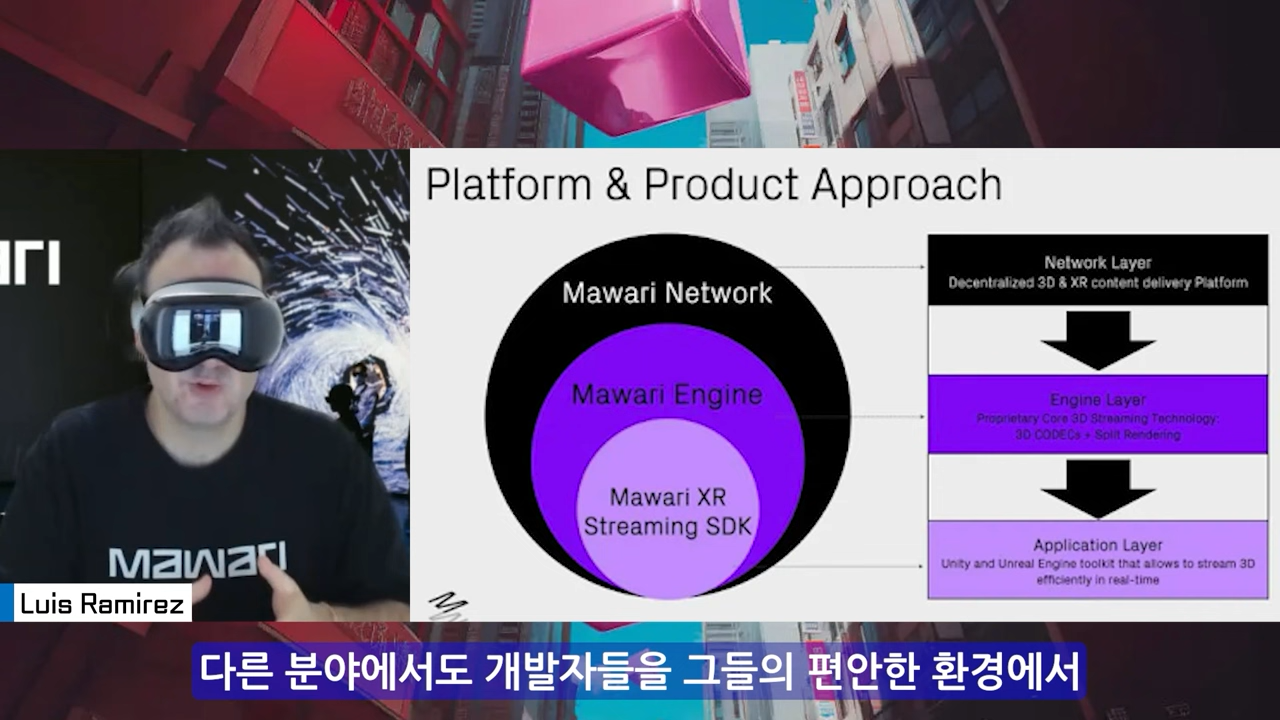 Platform & Product Approach
Mawari Network
Mawari Engine
Mawari XR
Streaming SDK
Network Layer
Decentralized 3D & XR content delivery Platform
Engine Layer
Proprietary Core 3D Streaming Technology:
3D CODECs + Split Rendering
Application Layer
Unity and Unreal Engine toolkit that allows to stream 3D
efficiently in real-time
mawari
Luis Ramirez
다른 분야에서도 개발자들을 그들의 편안한 환경에서